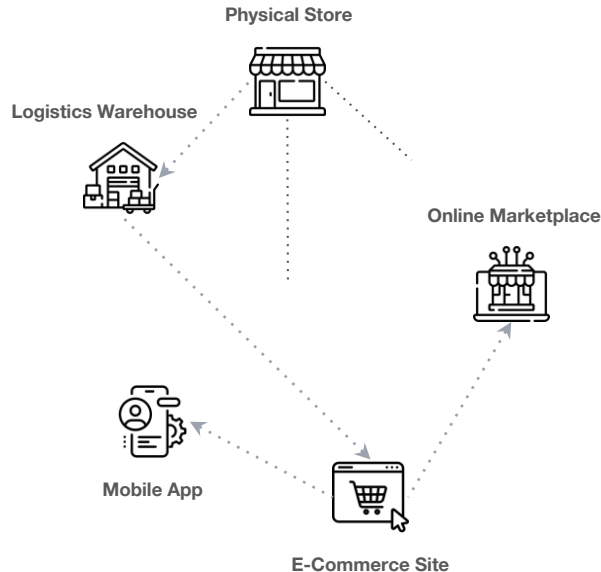 Physical Store
Logistics Warehouse
Online Marketplace
Mobile App
E-Commerce Site